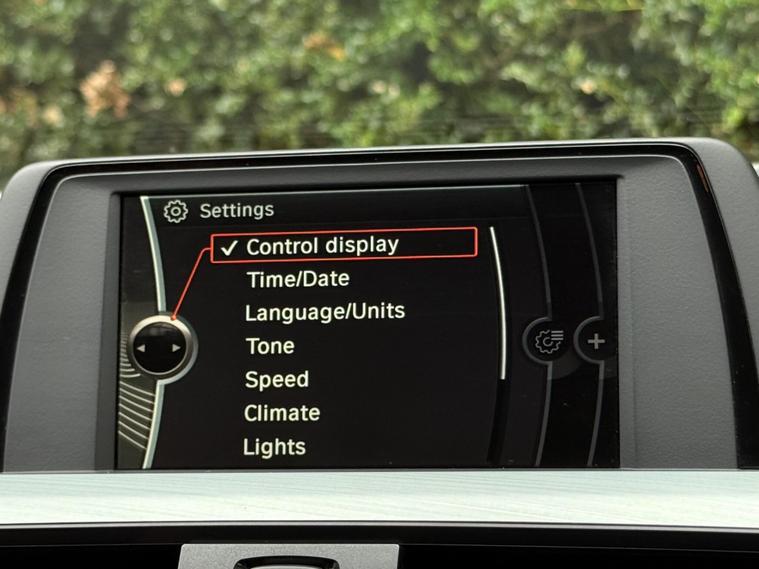 Settings
Control display
Time/Date
Language/Units
Tone
Speed
Climate
Lights